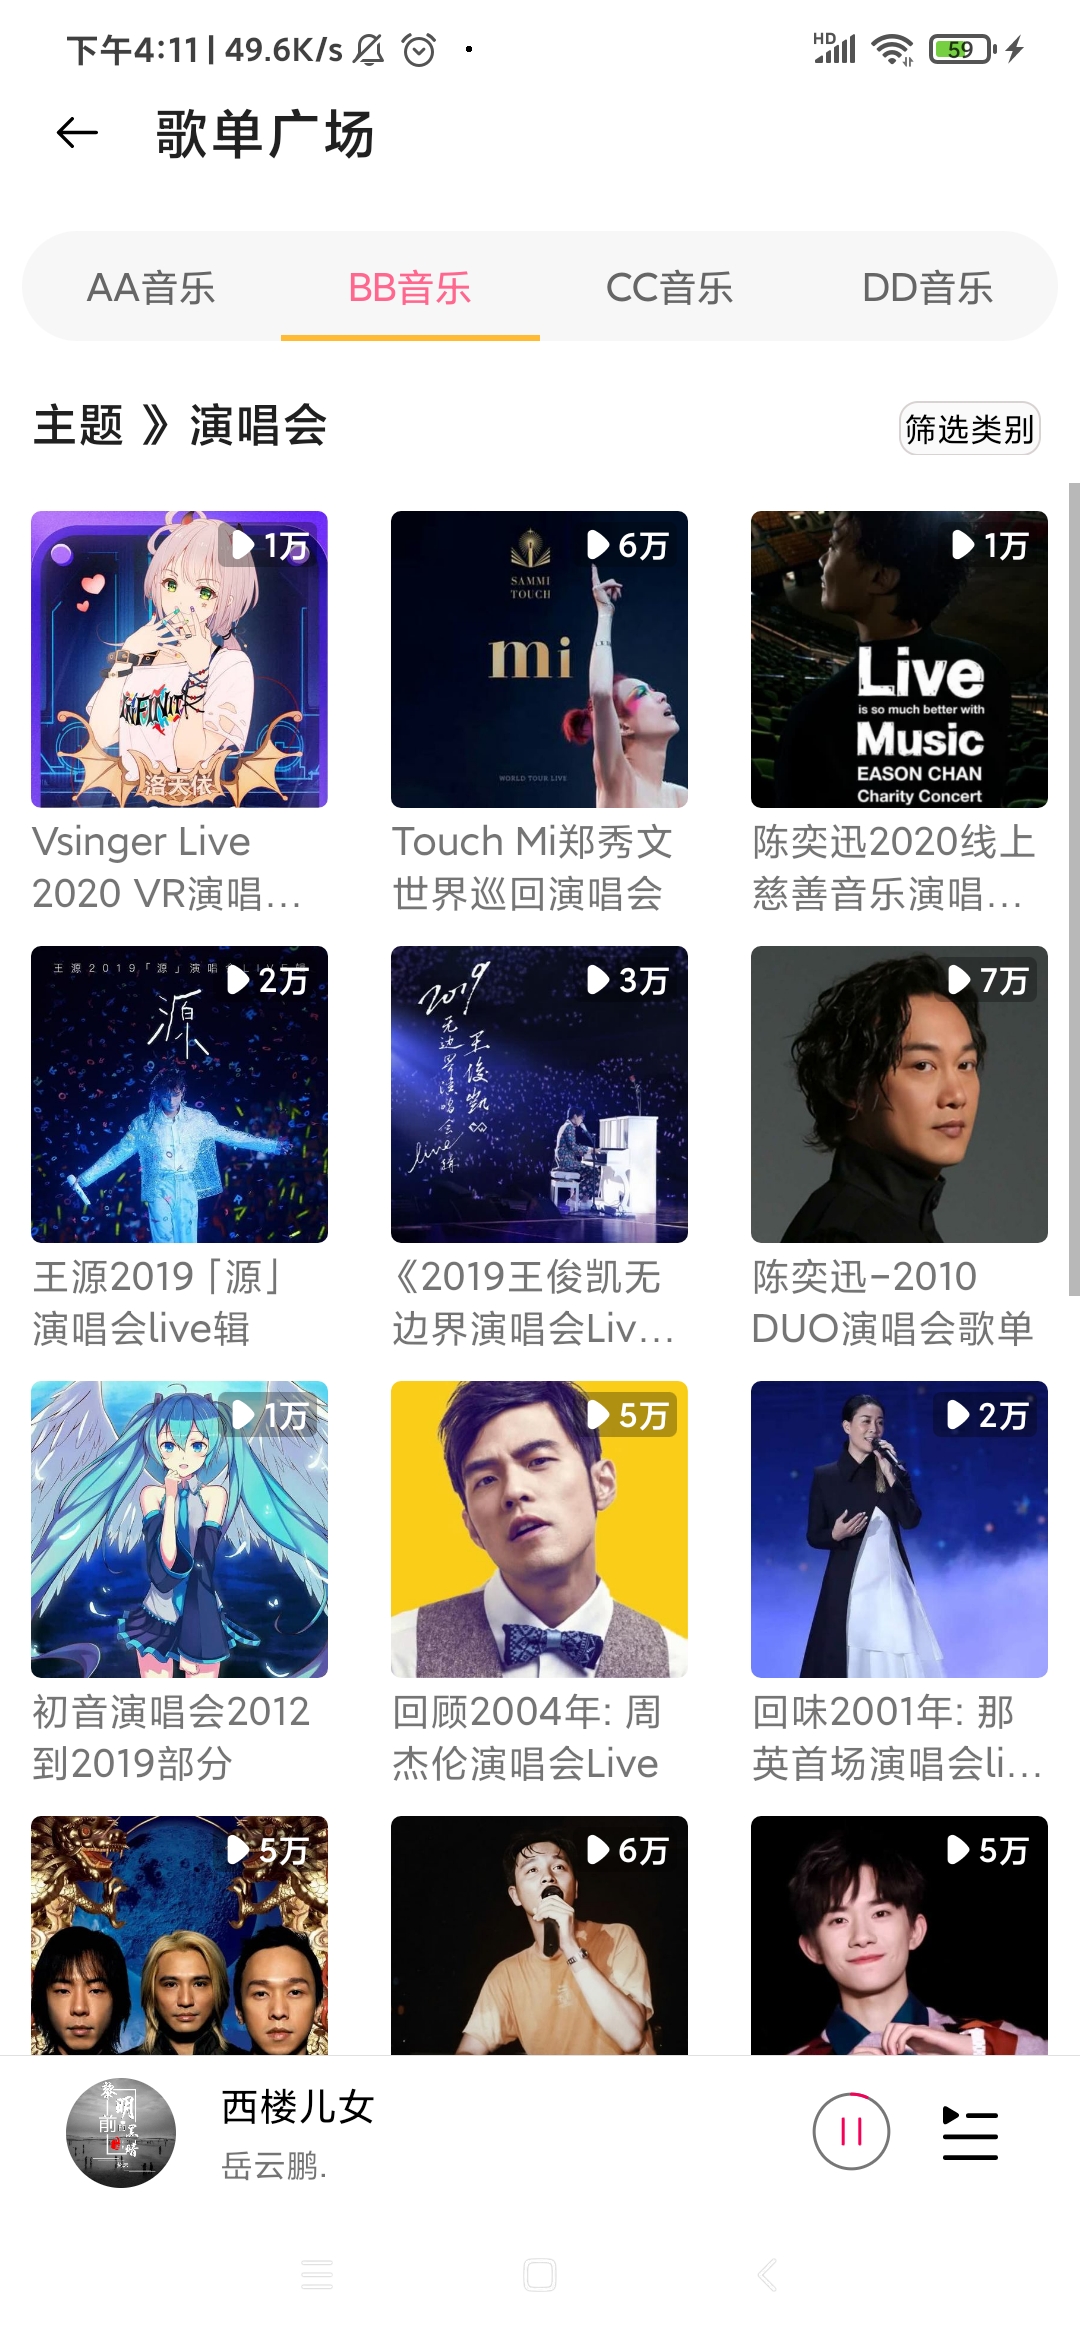 下午4:11 | 49.6K/s
HD
59
歌单广场
AA音乐
BB音乐
CC音乐
DD音乐
主题 》演唱会
筛选类别
1万
INFINITR
洛天依
6万
SAMMI
TOUCH
mi
WORLD TOUR LIVE
1万
Live
is so much better with
Music
EASON CHAN
Charity Concert
Vsinger Live
2020 VR演唱…
Touch Mi郑秀文
世界巡回演唱会
陈奕迅2020线上
慈善音乐演唱…
王源2019「源」演唱会LIVE辑
2万
源
3万
2019
王俊凯
无边界演唱会
live辑
7万
王源2019「源」
演唱会live辑
《2019王俊凯无
边界演唱会Liv…
陈奕迅-2010
DUO演唱会歌单
1万
5万
2万
初音演唱会2012
到2019部分
回顾2004年: 周
杰伦演唱会Live
回味2001年: 那
英首场演唱会li…
5万
6万
5万
黎明前
黑暗
西楼儿女
岳云鹏.